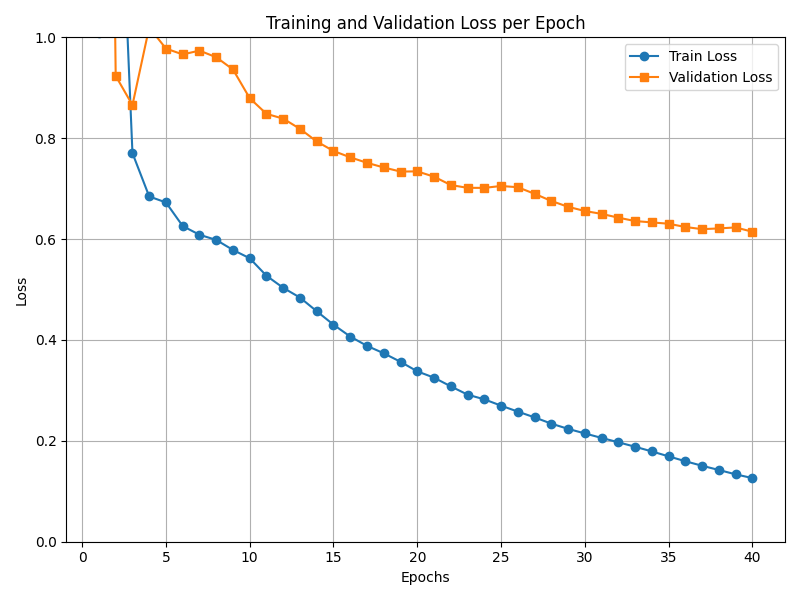 Training and Validation Loss per Epoch
Train Loss
Validation Loss
1.0
0.8
0.6
0.4
0.2
0.0
Loss
0 5 10 15 20 25 30 35 40
Epochs